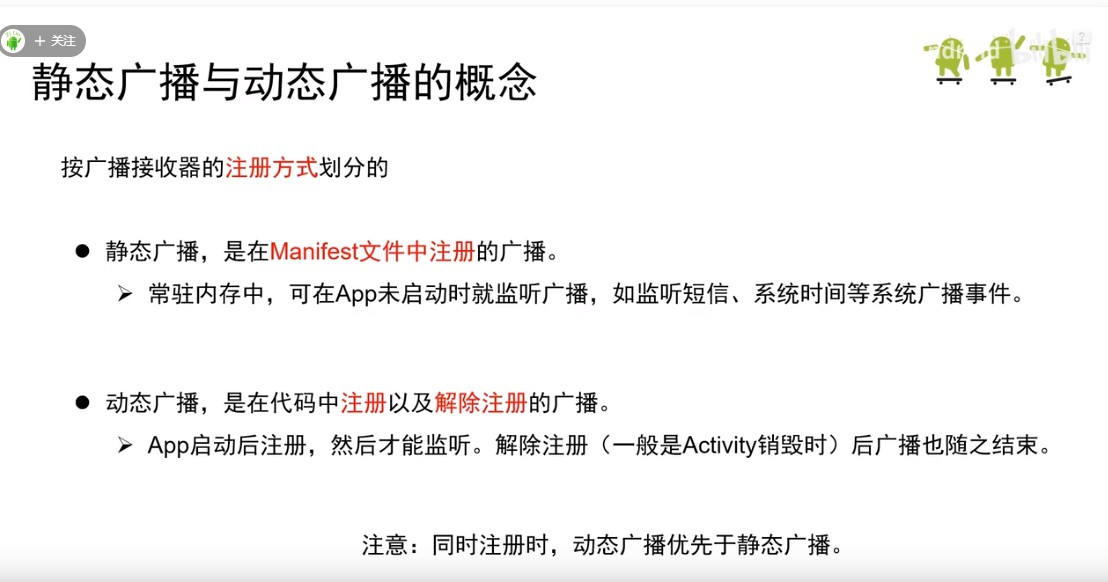 + 关注
静态广播与动态广播的概念
按广播接收器的注册方式划分的
● 静态广播，是在Manifest文件中注册的广播。
➢ 常驻内存中，可在App未启动时就监听广播，如监听短信、系统时间等系统广播事件。
● 动态广播，是在代码中注册以及解除注册的广播。
➢ App启动后注册，然后才能监听。解除注册（一般是Activity销毁时）后广播也随之结束。
注意：同时注册时，动态广播优先于静态广播。